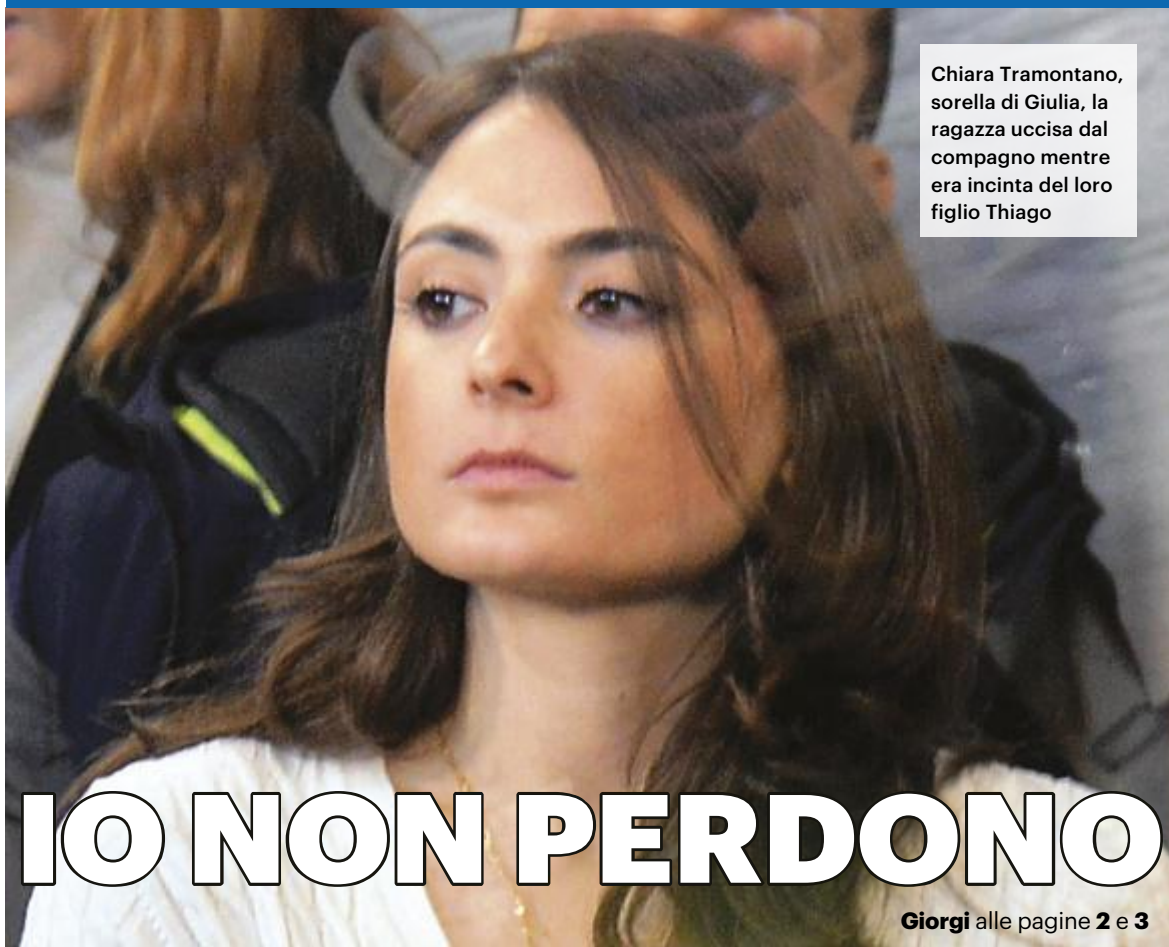 Chiara Tramontano,
sorella di Giulia, la
ragazza uccisa dal
compagno mentre
era incinta del loro
figlio Thiago
IO NON PERDONO
Giorgi alle pagine 2 e 3